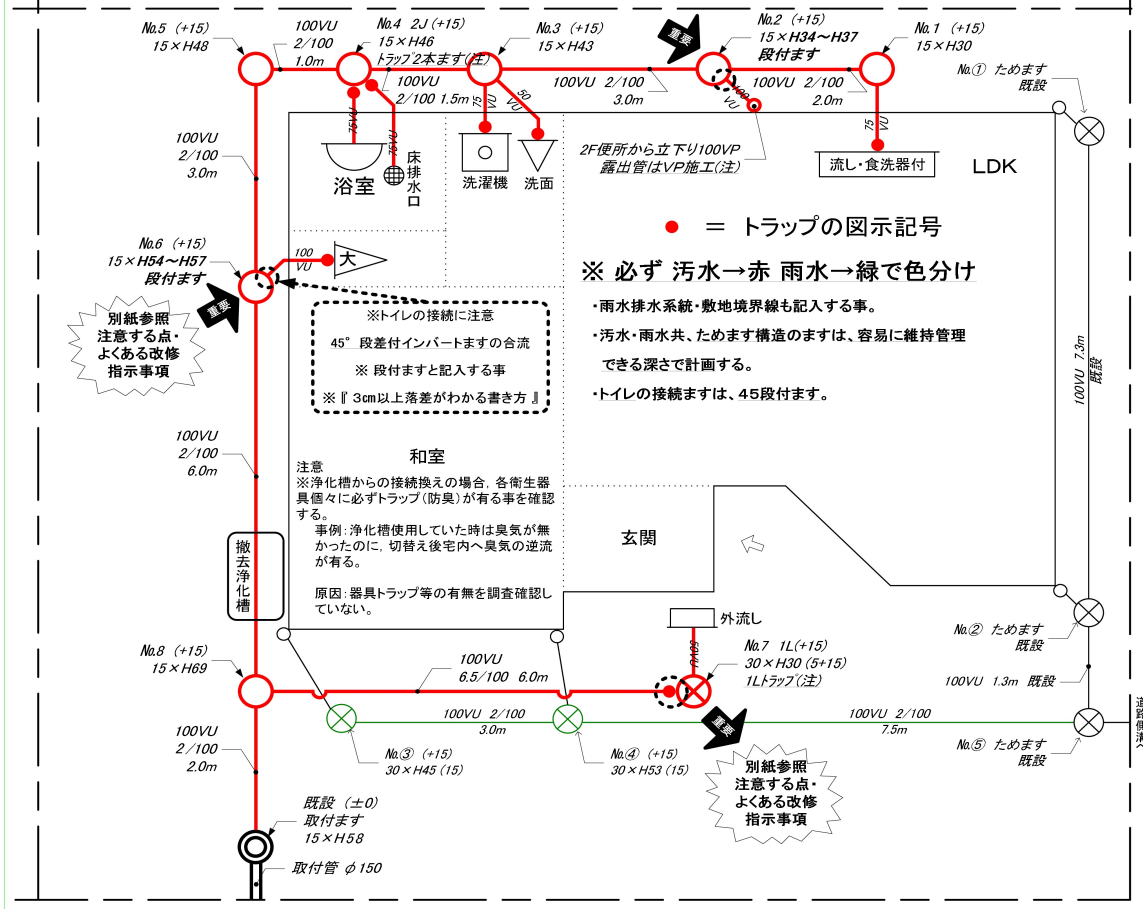 No.5 (+15)
15×H48
100VU
2/100
1.0m
No.4 2J(+15)
15×H46
トラップ2本ます(注)
100VU
2/100 1.5m
No.3 (+15)
15×H43
重要
No.2 (+15)
15×H34~H37
段付ます
100VU 2/100
3.0m
No.1 (+15)
15×H30
100VU 2/100
2.0m
No.① ためます
既設
75VU
75VU
75
VU
50
VU
100
VU
75
VU
浴室
床排水口
洗濯機
洗面
2F便所から立下り100VP
露出管はVP施工(注)
流し・食洗器付
LDK
100VU
2/100
3.0m
No.6 (+15)
15×H54~H57
段付ます
100
VU
大
重要
別紙参照
注意する点・
よくある改修
指示事項
※トイレの接続に注意
45° 段差付インバートますの合流
※ 段付ますと記入する事
※『 3cm以上落差がわかる書き方 』
= トラップの図示記号
※ 必ず 汚水→赤 雨水→緑で色分け
・雨水排水系統・敷地境界線も記入する事。
・汚水・雨水共、ためます構造のますは、容易に維持管理
できる深さで計画する。
・トイレの接続ますは、45段付ます。
100VU 7.3m
既設
100VU
2/100
6.0m
和室
注意
※浄化槽からの接続換えの場合、各衛生器
具個々に必ずトラップ(防臭)が有る事を確認
する。
事例:浄化槽使用していた時は臭気が無
かったのに、切替え後宅内へ臭気の逆流
が有る。
原因:器具トラップ等の有無を調査確認し
ていない。
撤去浄化槽
玄関
外流し
50VU
No.7 1L(+15)
30×H30(5+15)
1Lトラップ(注)
No.② ためます
既設
100VU 1.3m 既設
No.8 (+15)
15×H69
100VU
6.5/100 6.0m
100VU 2/100
3.0m
100VU 2/100
7.5m
道路側溝へ
No.⑤ ためます
既設
No.③ (+15)
30×H45(15)
No.④ (+15)
30×H53(15)
重要
別紙参照
注意する点・
よくある改修
指示事項
100VU
2/100
2.0m
既設 (±0)
取付ます
15×H58
取付管 φ150